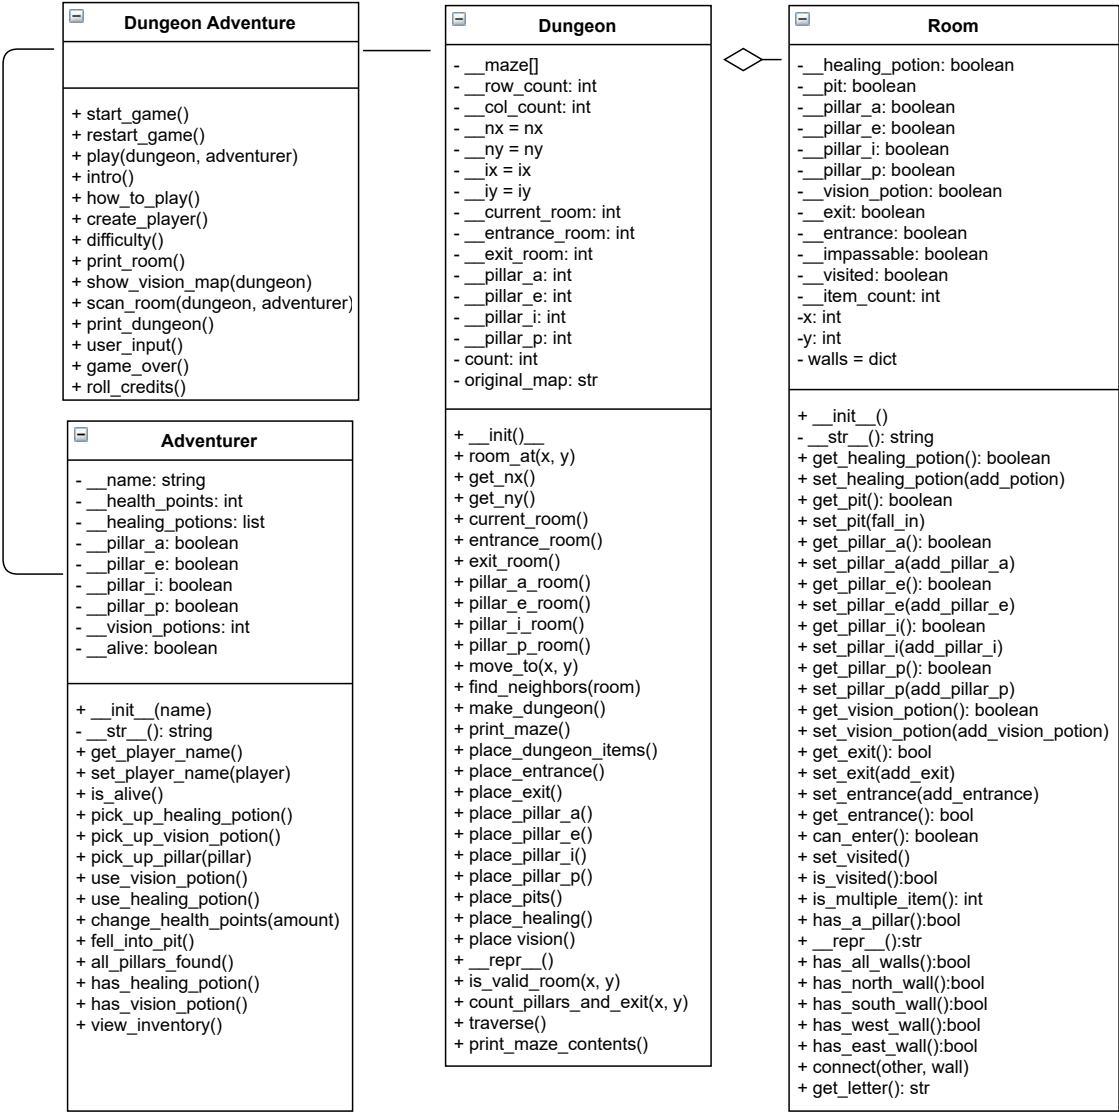 Dungeon Adventure
+ start_game()
+ restart_game()
+ play(dungeon, adventurer)
+ intro()
+ how_to_play()
+ create_player()
+ difficulty()
+ print_room()
+ show_vision_map(dungeon)
+ scan_room(dungeon, adventurer)
+ print_dungeon()
+ user_input()
+ game_over()
+ roll_credits()
Adventurer
- __name: string
- __health_points: int
- __healing_potions: list
- __pillar_a: boolean
- __pillar_e: boolean
- __pillar_i: boolean
- __pillar_p: boolean
- __vision_potions: int
- __alive: boolean
+ __init__(name)
- __str__(): string
+ get_player_name()
+ set_player_name(player)
+ is_alive()
+ pick_up_healing_potion()
+ pick_up_vision_potion()
+ pick_up_pillar(pillar)
+ use_vision_potion()
+ use_healing_potion()
+ change_health_points(amount)
+ fell_into_pit()
+ all_pillars_found()
+ has_healing_potion()
+ has_vision_potion()
+ view_inventory()
Dungeon
- __maze[]
- __row_count: int
- __col_count: int
- __nx = nx
- __ny = ny
- __ix = ix
- __iy = iy
- __current_room: int
- __entrance_room: int
- __exit_room: int
- __pillar_a: int
- __pillar_e: int
- __pillar_i: int
- __pillar_p: int
- count: int
- original_map: str
+ __init()__
+ room_at(x, y)
+ get_nx()
+ get_ny()
+ current_room()
+ entrance_room()
+ exit_room()
+ pillar_a_room()
+ pillar_e_room()
+ pillar_i_room()
+ pillar_p_room()
+ move_to(x, y)
+ find_neighbors(room)
+ make_dungeon()
+ print_maze()
+ place_dungeon_items()
+ place_entrance()
+ place_exit()
+ place_pillar_a()
+ place_pillar_e()
+ place_pillar_i()
+ place_pillar_p()
+ place_pits()
+ place_healing()
+ place vision()
+ __repr__()
+ is_valid_room(x, y)
+ count_pillars_and_exit(x, y)
+ traverse()
+ print_maze_contents()
Room
-__healing_potion: boolean
-__pit: boolean
-__pillar_a: boolean
-__pillar_e: boolean
-__pillar_i: boolean
-__pillar_p: boolean
-__vision_potion: boolean
-__exit: boolean
-__entrance: boolean
-__impassable: boolean
-__visited: boolean
-__item_count: int
-x: int
-y: int
- walls = dict
+ __init__()
- __str__(): string
+ get_healing_potion(): boolean
+ set_healing_potion(add_potion)
+ get_pit(): boolean
+ set_pit(fall_in)
+ get_pillar_a(): boolean
+ set_pillar_a(add_pillar_a)
+ get_pillar_e(): boolean
+ set_pillar_e(add_pillar_e)
+ get_pillar_i(): boolean
+ set_pillar_i(add_pillar_i)
+ get_pillar_p(): boolean
+ set_pillar_p(add_pillar_p)
+ get_vision_potion(): boolean
+ set_vision_potion(add_vision_potion)
+ get_exit(): bool
+ set_exit(add_exit)
+ set_entrance(add_entrance)
+ get_entrance(): bool
+ can_enter(): boolean
+ set_visited()
+ is_visited():bool
+ is_multiple_item(): int
+ has_a_pillar():bool
+ __repr__():str
+ has_all_walls():bool
+ has_north_wall():bool
+ has_south_wall():bool
+ has_west_wall():bool
+ has_east_wall():bool
+ connect(other, wall)
+ get_letter(): str